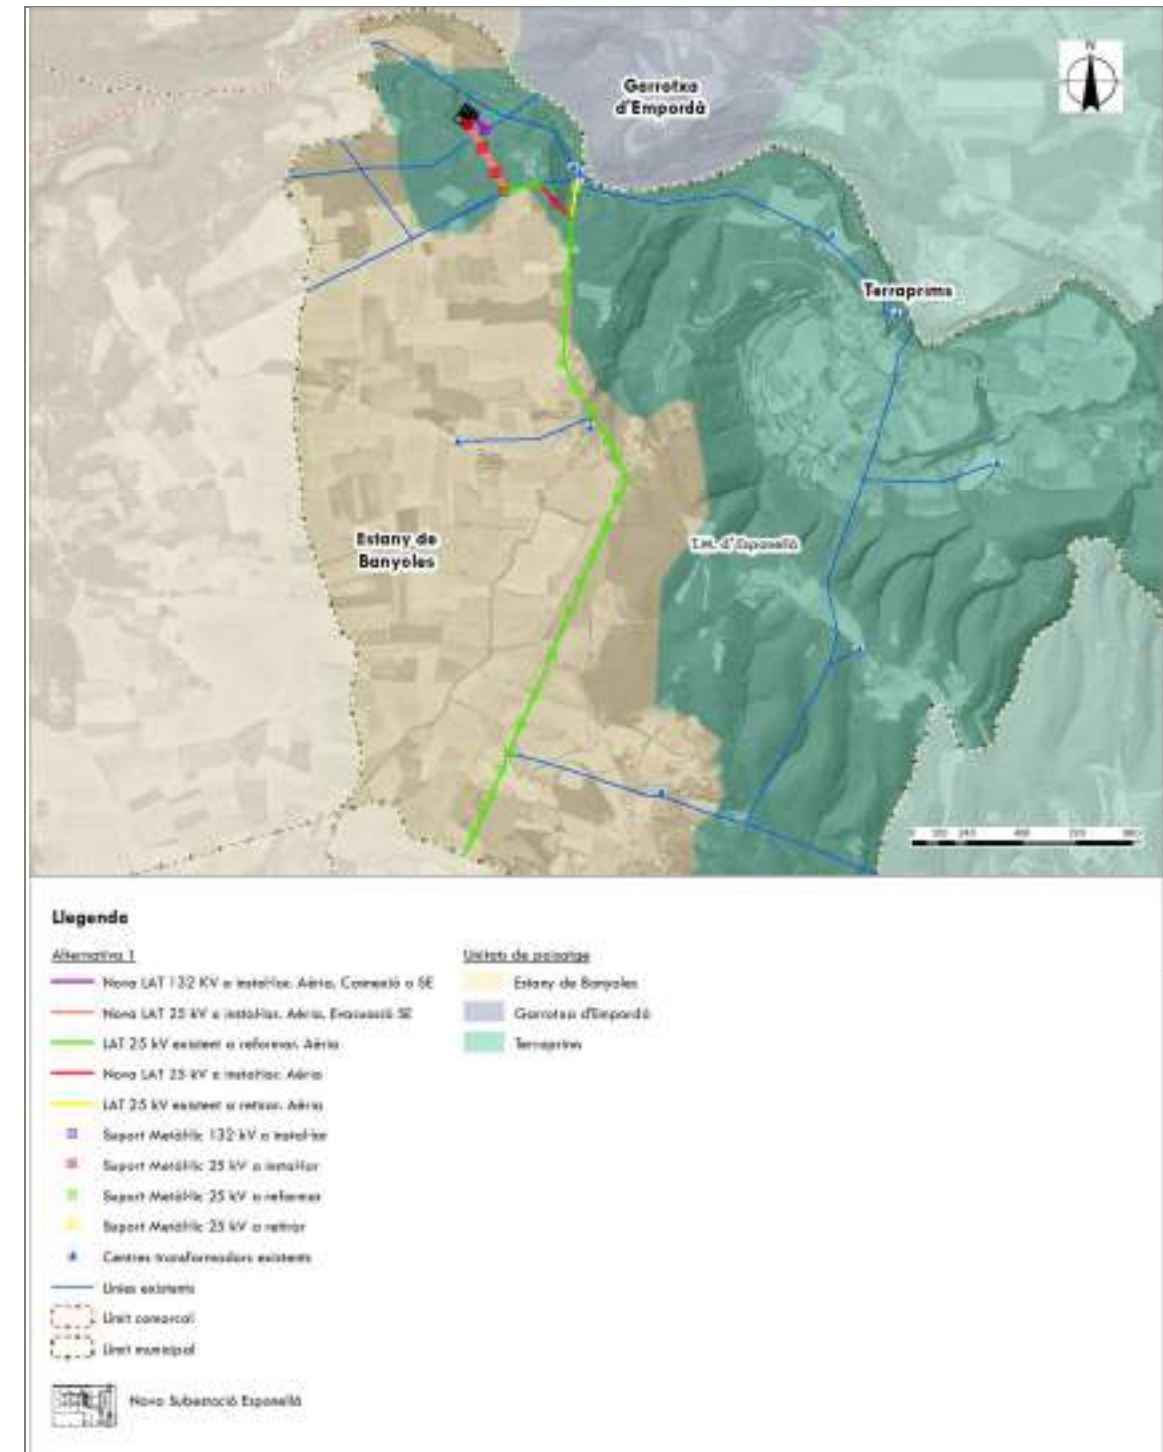 N
Garrotxa
d'Empordà
Terraprims
Estany de
Banyoles
T.M. d'Esponellà
Llegenda
Alternativa 1
Nova LAT 132 KV a instal·lar. Aèria. Connexió a SE
Nova LAT 25 kV a instal·lar. Aèria. Evacuació SE
LAT 25 kV existent a reformar. Aèria
Nova LAT 25 kV a instal·lar. Aèria
LAT 25 kV existent a retirar. Aèria
Suport Metàl·lic 132 kV a instal·lar
Suport Metàl·lic 25 kV a instal·lar
Suport Metàl·lic 25 kV a reformar
Suport Metàl·lic 25 kV a retirar
Centres transformadors existents
Línies existents
Límit comarcal
Límit municipal
Nova Subestació Esponellà
Unitats de paisatge
Estany de Banyoles
Garrotxa d'Empordà
Terraprim